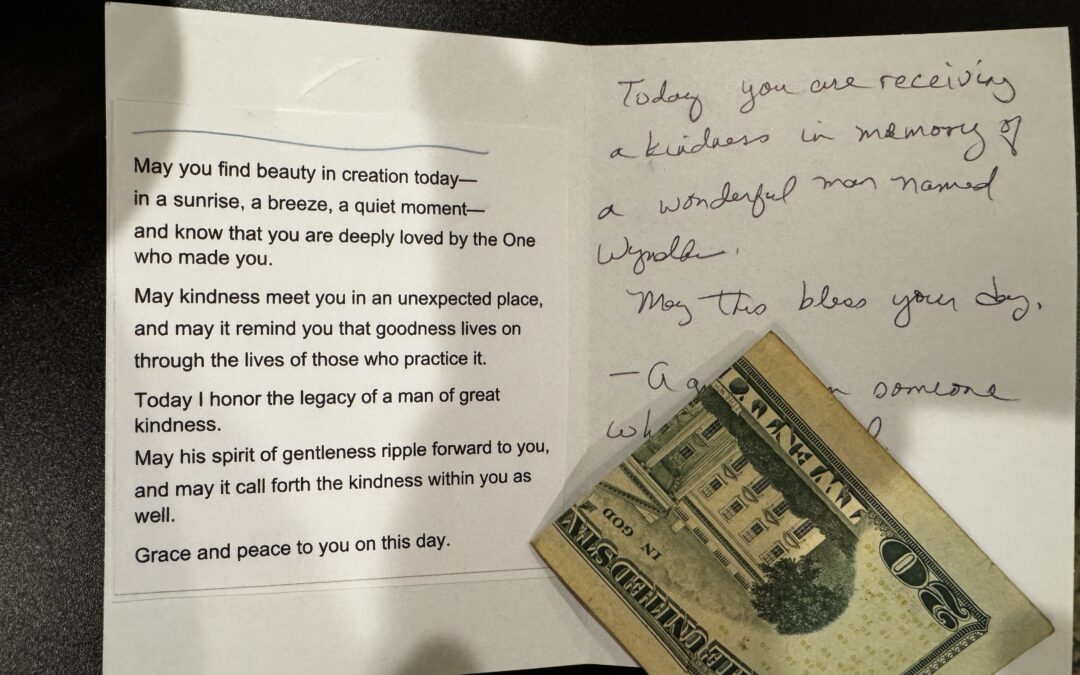 May you find beauty in creation today—
in a sunrise, a breeze, a quiet moment—
and know that you are deeply loved by the One
who made you.
May kindness meet you in an unexpected place,
and may it remind you that goodness lives on
through the lives of those who practice it.
Today I honor the legacy of a man of great
kindness.
May his spirit of gentleness ripple forward to you,
and may it call forth the kindness within you as
well.
Grace and peace to you on this day.
Today you are receiving
a kindness in memory of
a wonderful man named
May this bless your day.
— A someone
IN GOD
THE UNITED STA
20